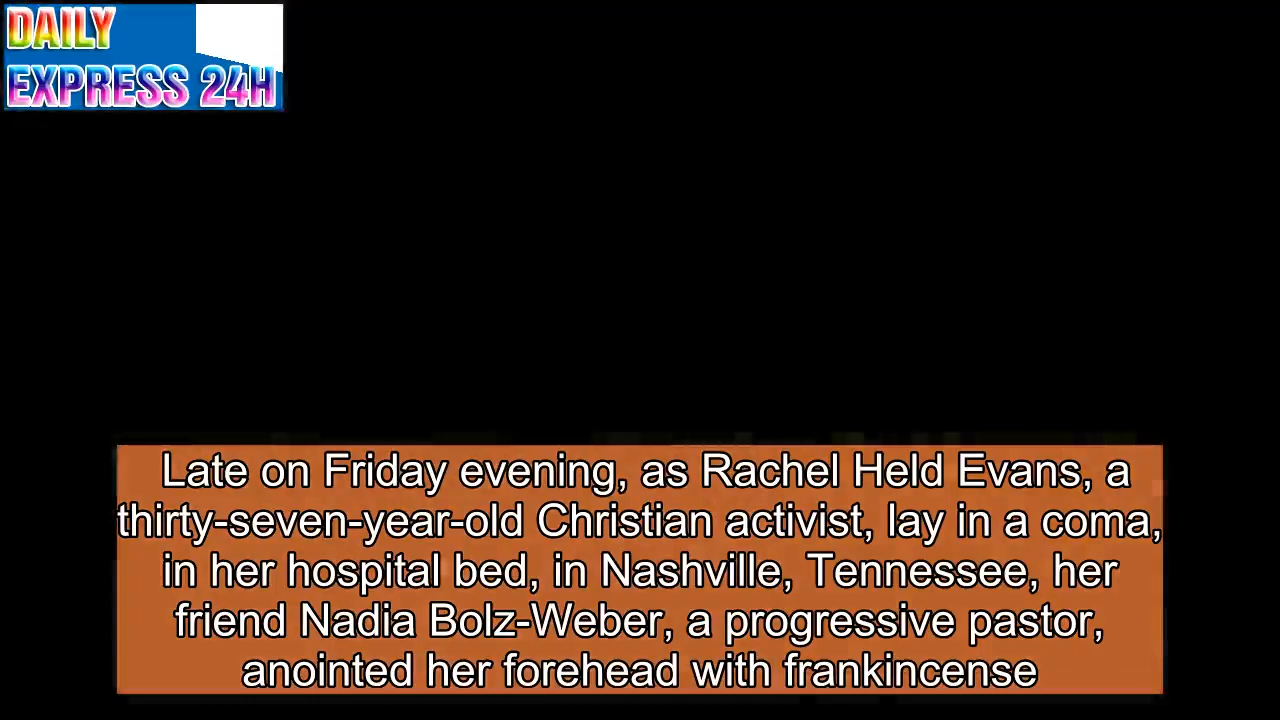 DAILY
EXPRESS 24H
Late on Friday evening, as Rachel Held Evans, a
thirty-seven-year-old Christian activist, lay in a coma,
in her hospital bed, in Nashville, Tennessee, her
friend Nadia Bolz-Weber, a progressive pastor,
anointed her forehead with frankincense